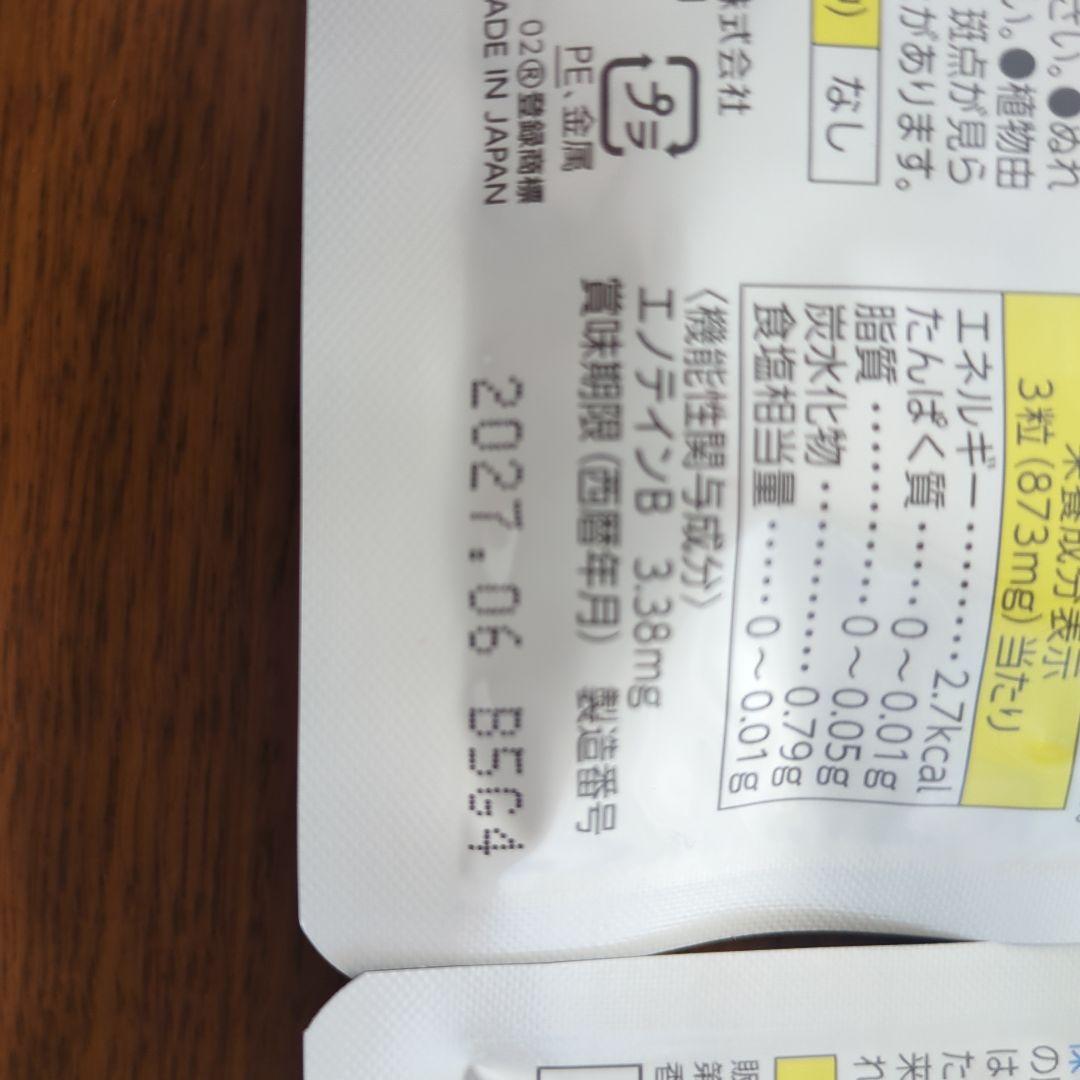 さい。●ぬれ
い。●植物由
斑点が見ら
があります。
なし
株式会社
プラ
PE、金属
02®登録商標
ADE IN JAPAN
栄養成分表示
3粒(873mg)当たり
エネルギー・・・・・・・・・2.7kcal
たんぱく質・・・・・0~0.01g
脂質・・・・・・・・・・・0~0.05g
炭水化物・・・・・・・・・・0.79g
食塩相当量・・・・・0~0.01g
〈機能性関与成分〉
エノテインB 3.38mg
賞味期限(西暦年月) 製造番号
2027.06 B5G4